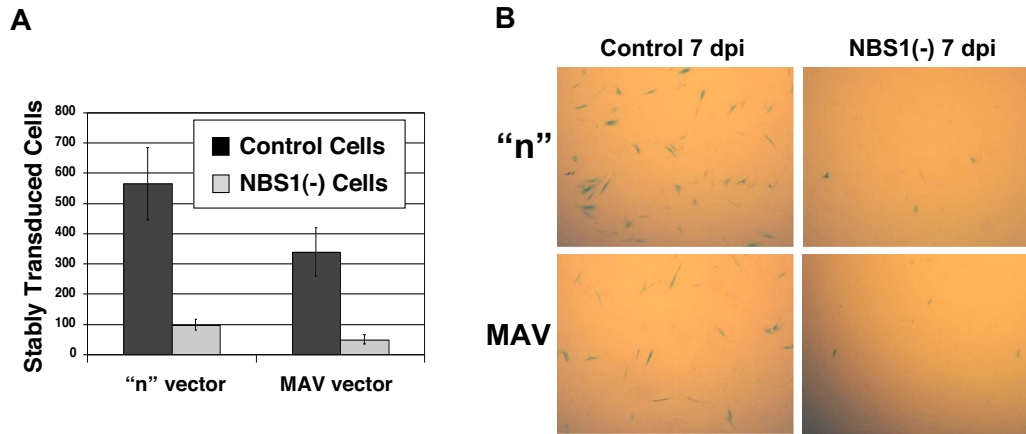 A
Stably Transduced Cells
800
700
600
500
400
300
200
100
0
Control Cells
NBS1(-) Cells
“n” vector
MAV vector
B
Control 7 dpi
NBS1(-) 7 dpi
“n”
MAV